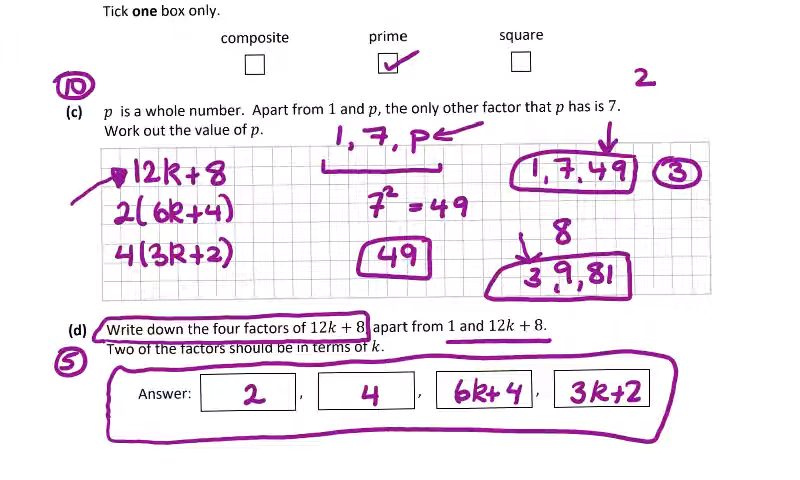 Tick one box only.
composite prime square
10
2
(c) p is a whole number. Apart from 1 and p, the only other factor that p has is 7.
Work out the value of p.
1, 7, p
12k + 8
1, 7, 49
3
2(6k+4)
7² = 49
4(3k+2)
49
8
3, 9, 81
(d) Write down the four factors of 12k + 8, apart from 1 and 12k + 8.
5
Two of the factors should be in terms of k.
Answer: 2 , 4 , 6k+4 , 3k+2